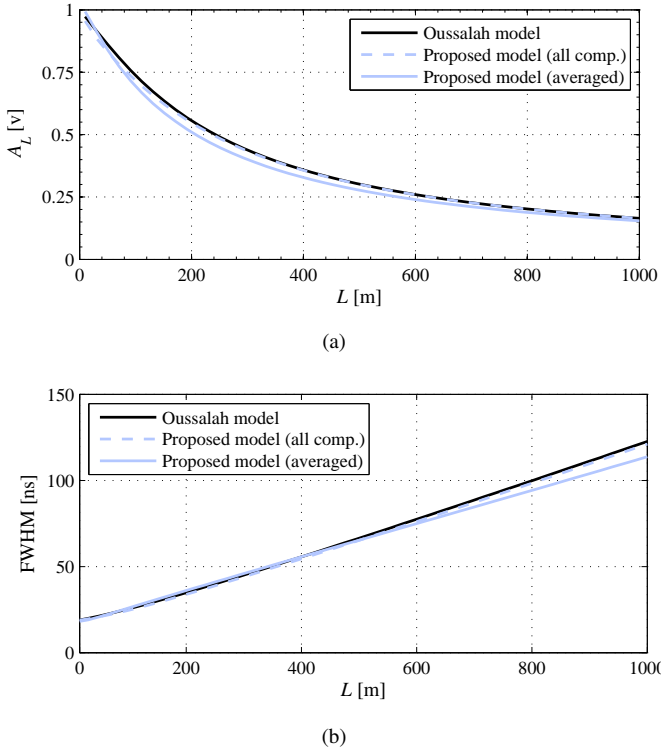 1
0.75
0.5
0.25
0
A_L [v]
Oussalah model
Proposed model (all comp.)
Proposed model (averaged)
0 200 400 600 800 1000
L [m]
(a)
150
100
50
0
FWHM [ns]
Oussalah model
Proposed model (all comp.)
Proposed model (averaged)
0 200 400 600 800 1000
L [m]
(b)